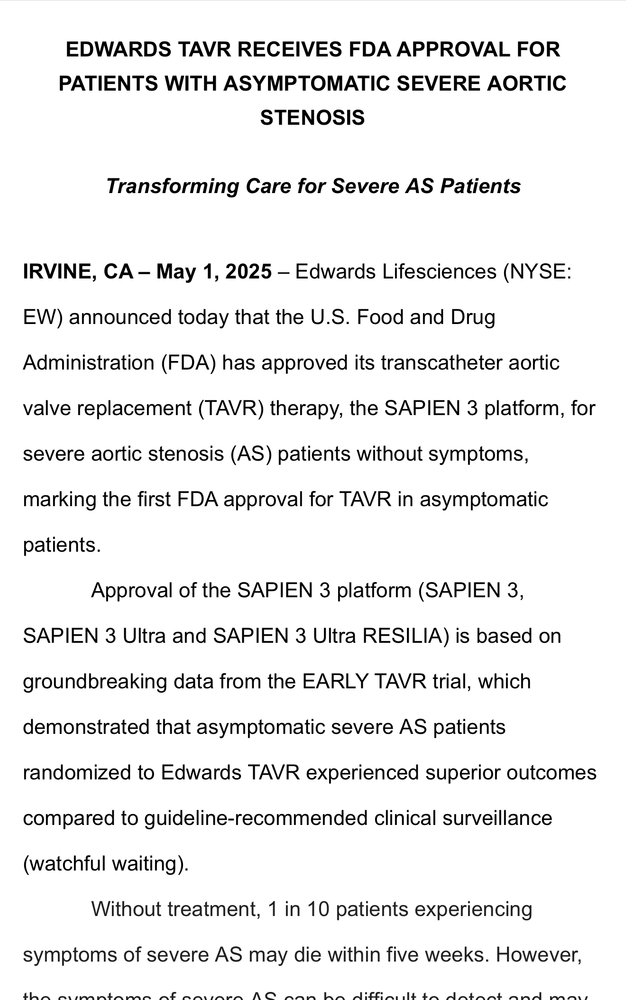 EDWARDS TAVR RECEIVES FDA APPROVAL FOR
PATIENTS WITH ASYMPTOMATIC SEVERE AORTIC
STENOSIS
Transforming Care for Severe AS Patients
IRVINE, CA – May 1, 2025 – Edwards Lifesciences (NYSE:
EW) announced today that the U.S. Food and Drug
Administration (FDA) has approved its transcatheter aortic
valve replacement (TAVR) therapy, the SAPIEN 3 platform, for
severe aortic stenosis (AS) patients without symptoms,
marking the first FDA approval for TAVR in asymptomatic
patients.
Approval of the SAPIEN 3 platform (SAPIEN 3,
SAPIEN 3 Ultra and SAPIEN 3 Ultra RESILIA) is based on
groundbreaking data from the EARLY TAVR trial, which
demonstrated that asymptomatic severe AS patients
randomized to Edwards TAVR experienced superior outcomes
compared to guideline-recommended clinical surveillance
(watchful waiting).
Without treatment, 1 in 10 patients experiencing
symptoms of severe AS may die within five weeks. However,
the symptoms of severe AS can be difficult to detect and may